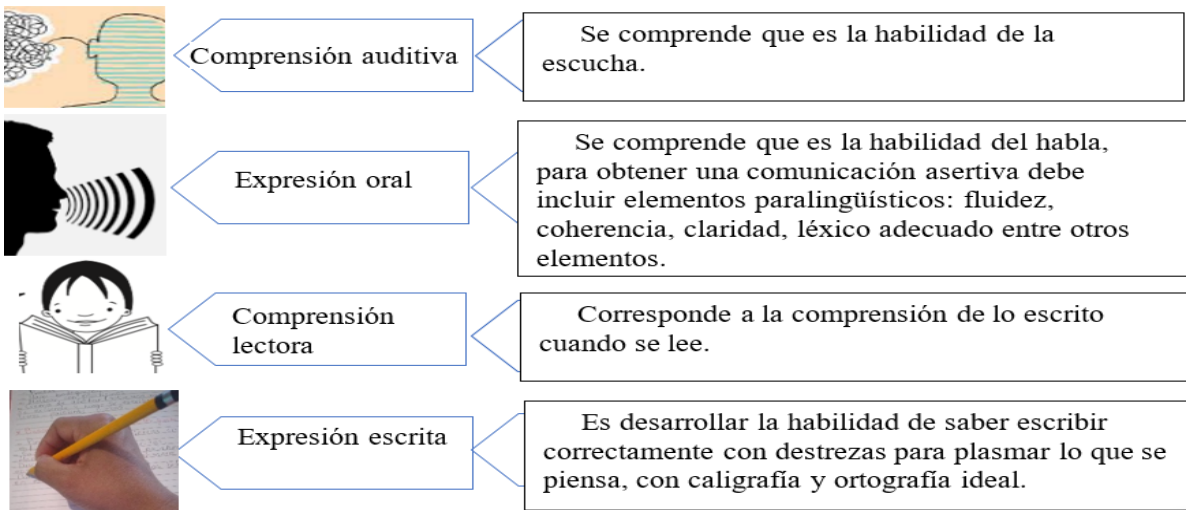 Comprensión auditiva
Se comprende que es la habilidad de la
escucha.
Expresión oral
Se comprende que es la habilidad del habla,
para obtener una comunicación asertiva debe
incluir elementos paralingüísticos: fluidez,
coherencia, claridad, léxico adecuado entre otros
elementos.
Comprensión
lectora
Corresponde a la comprensión de lo escrito
cuando se lee.
Expresión escrita
Es desarrollar la habilidad de saber escribir
correctamente con destrezas para plasmar lo que se
piensa, con caligrafía y ortografía ideal.